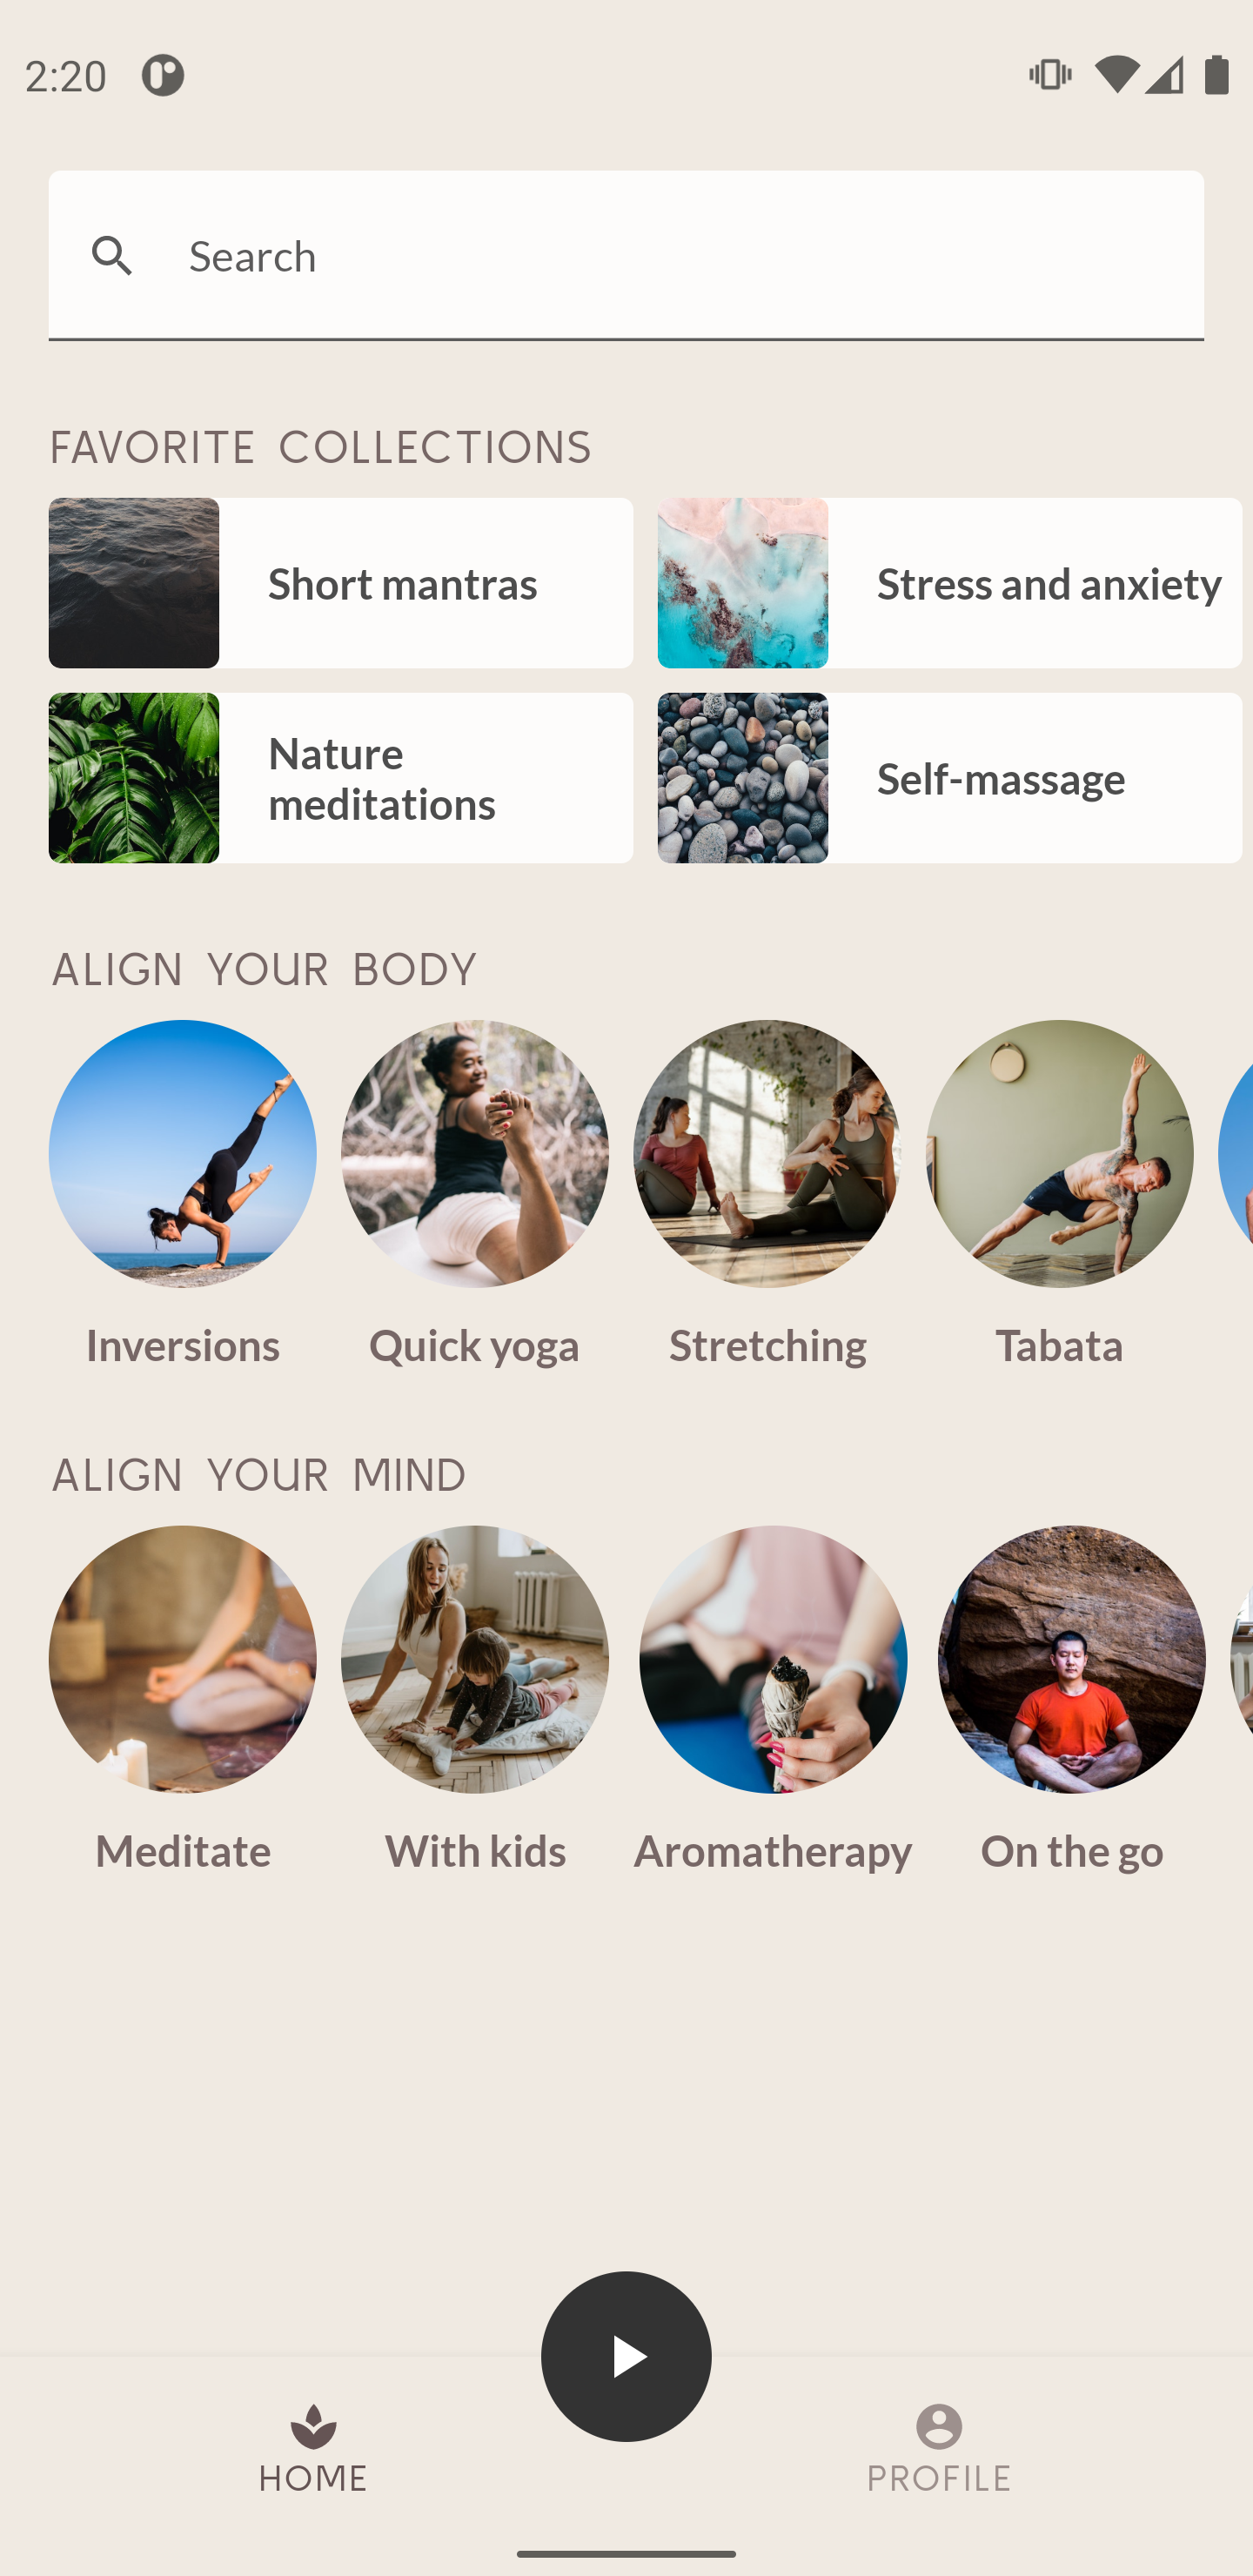 2:20
Search
FAVORITE COLLECTIONS
Short mantras
Stress and anxiety
Nature
meditations
Self-massage
ALIGN YOUR BODY
Inversions
Quick yoga
Stretching
Tabata
ALIGN YOUR MIND
Meditate
With kids
Aromatherapy
On the go
HOME
PROFILE